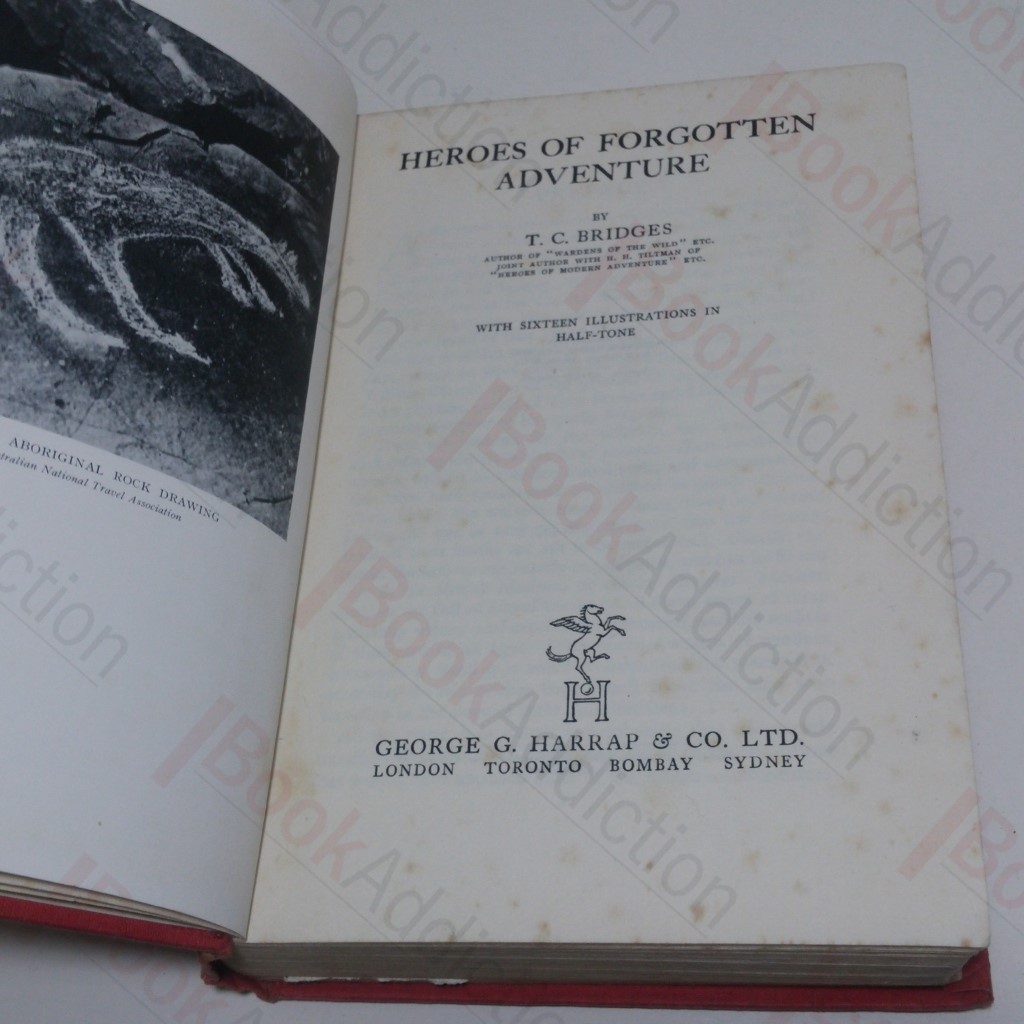 ABORIGINAL ROCK DRAWING
National Travel Association
HEROES OF FORGOTTEN
ADVENTURE
BY
T. C. BRIDGES
AUTHOR OF "WARDENS OF THE WILD" ETC.
JOINT AUTHOR WITH H. H. TILTMAN OF
"HEROES OF MODERN ADVENTURE" ETC.
WITH SIXTEEN ILLUSTRATIONS IN
HALF-TONE
H
GEORGE G. HARRAP & CO. LTD.
LONDON TORONTO BOMBAY SYDNEY
BookAddiction